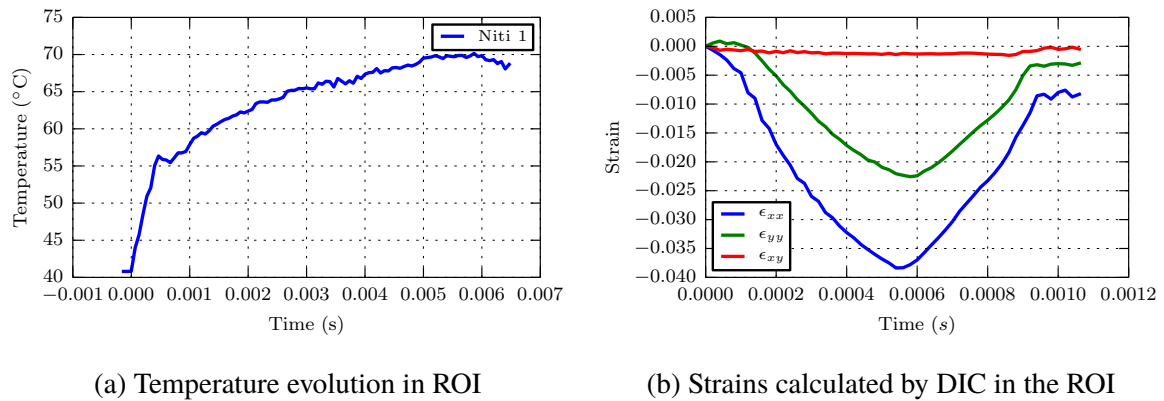 75
70
65
60
55
50
45
40
Temperature (°C)
Niti 1
−0.001 0.000 0.001 0.002 0.003 0.004 0.005 0.006 0.007
Time (s)
(a) Temperature evolution in ROI
0.005
0.000
−0.005
−0.010
−0.015
−0.020
−0.025
−0.030
−0.035
−0.040
Strain
ϵxx
ϵyy
ϵxy
0.0000 0.0002 0.0004 0.0006 0.0008 0.0010 0.0012
Time (s)
(b) Strains calculated by DIC in the ROI